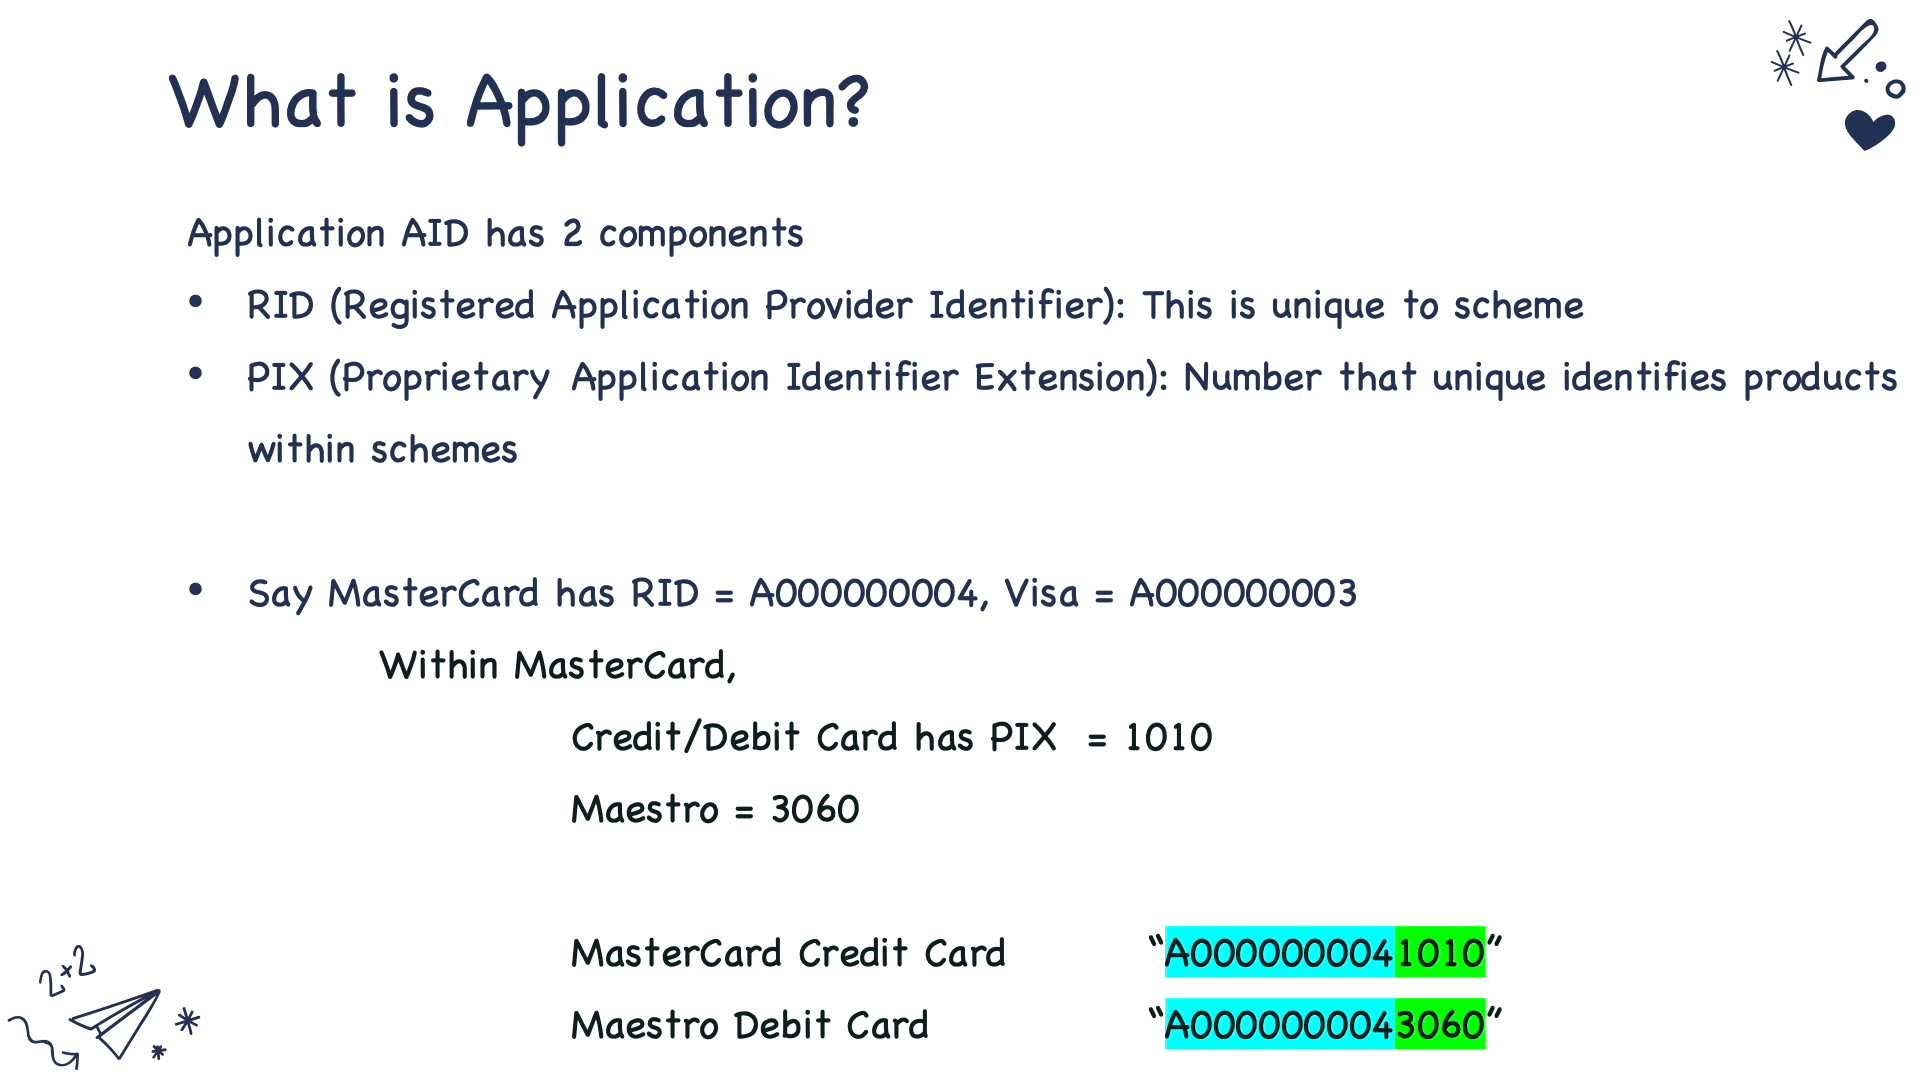 What is Application?
Application AID has 2 components
• RID (Registered Application Provider Identifier): This is unique to scheme
• PIX (Proprietary Application Identifier Extension): Number that unique identifies products
within schemes
• Say MasterCard has RID = A000000004, Visa = A000000003
Within MasterCard,
Credit/Debit Card has PIX = 1010
Maestro = 3060
MasterCard Credit Card "A0000000041010"
Maestro Debit Card "A0000000043060"
2×2